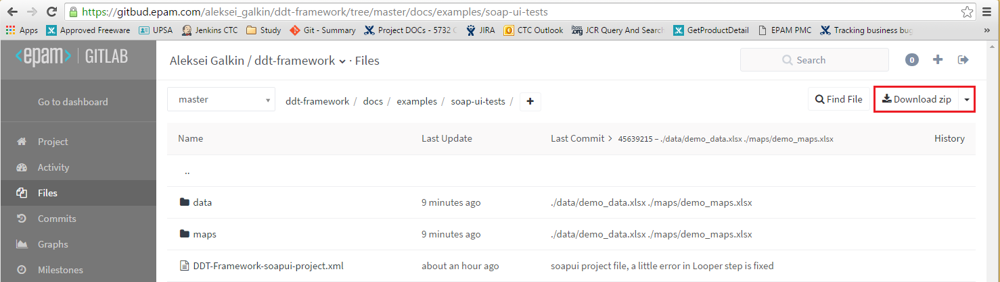 https://gitbud.epam.com/aleksei_galkin/ddt-framework/tree/master/docs/examples/soap-ui-tests
Apps Approved Freeware UPSA Jenkins CTC Study Git - Summary Project DOCs - 5732 JIRA CTC Outlook JCR Query And Search GetProductDetail EPAM PMC Tracking business bug »
<epam> GITLAB
Aleksei Galkin / ddt-framework · Files
Search
0
Go to dashboard
master
ddt-framework / docs / examples / soap-ui-tests /
Find File
Download zip
Project
Activity
Files
Commits
Graphs
Milestones
Name Last Update Last Commit > 45639215 – ./data/demo_data.xlsx ./maps/demo_maps.xlsx History
..
data 9 minutes ago ./data/demo_data.xlsx ./maps/demo_maps.xlsx
maps 9 minutes ago ./data/demo_data.xlsx ./maps/demo_maps.xlsx
DDT-Framework-soapui-project.xml about an hour ago soapui project file, a little error in Looper step is fixed